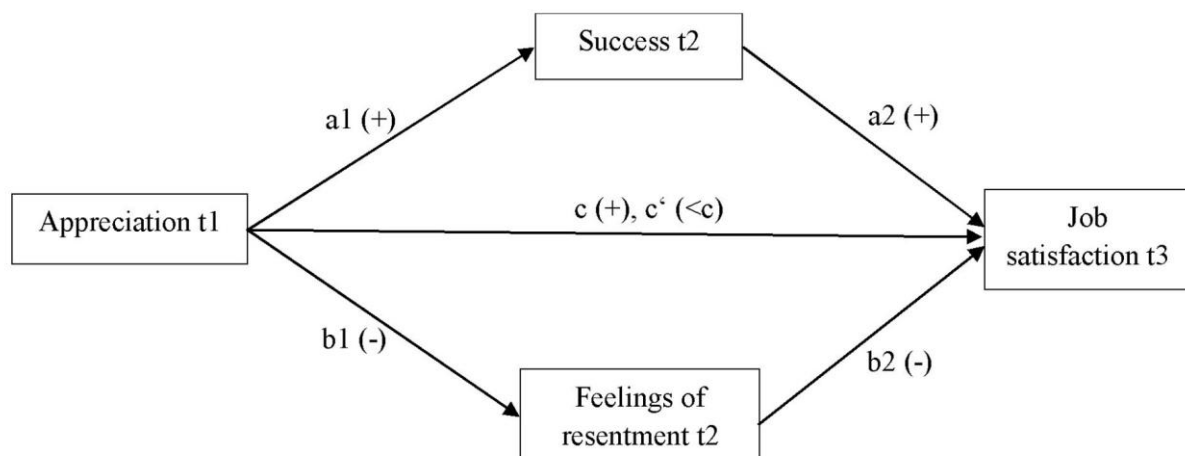 Success t2
a1 (+)
a2 (+)
Appreciation t1
c (+), c‘ (<c)
Job
satisfaction t3
b1 (-)
b2 (-)
Feelings of
resentment t2